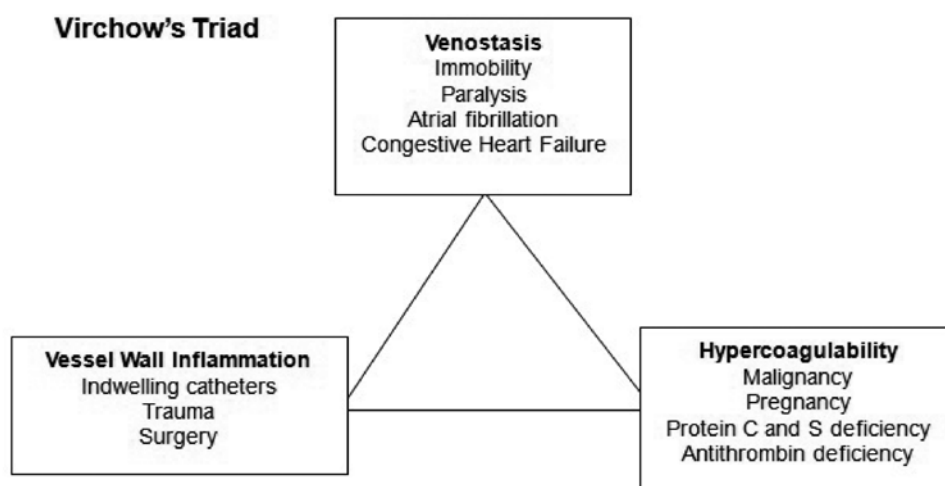 Virchow's Triad
Venostasis
Immobility
Paralysis
Atrial fibrillation
Congestive Heart Failure
Vessel Wall Inflammation
Indwelling catheters
Trauma
Surgery
Hypercoagulability
Malignancy
Pregnancy
Protein C and S deficiency
Antithrombin deficiency